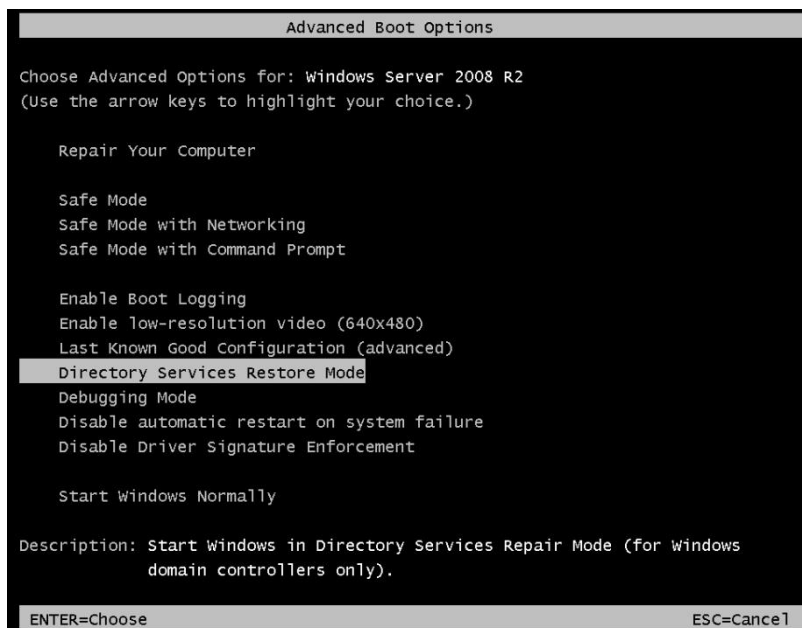 Advanced Boot Options
Choose Advanced Options for: Windows Server 2008 R2
(Use the arrow keys to highlight your choice.)
Repair Your Computer
Safe Mode
Safe Mode with Networking
Safe Mode with Command Prompt
Enable Boot Logging
Enable low-resolution video (640x480)
Last Known Good Configuration (advanced)
Directory Services Restore Mode
Debugging Mode
Disable automatic restart on system failure
Disable Driver Signature Enforcement
Start Windows Normally
Description: Start Windows in Directory Services Repair Mode (for Windows
domain controllers only).
ENTER=Choose ESC=Cancel